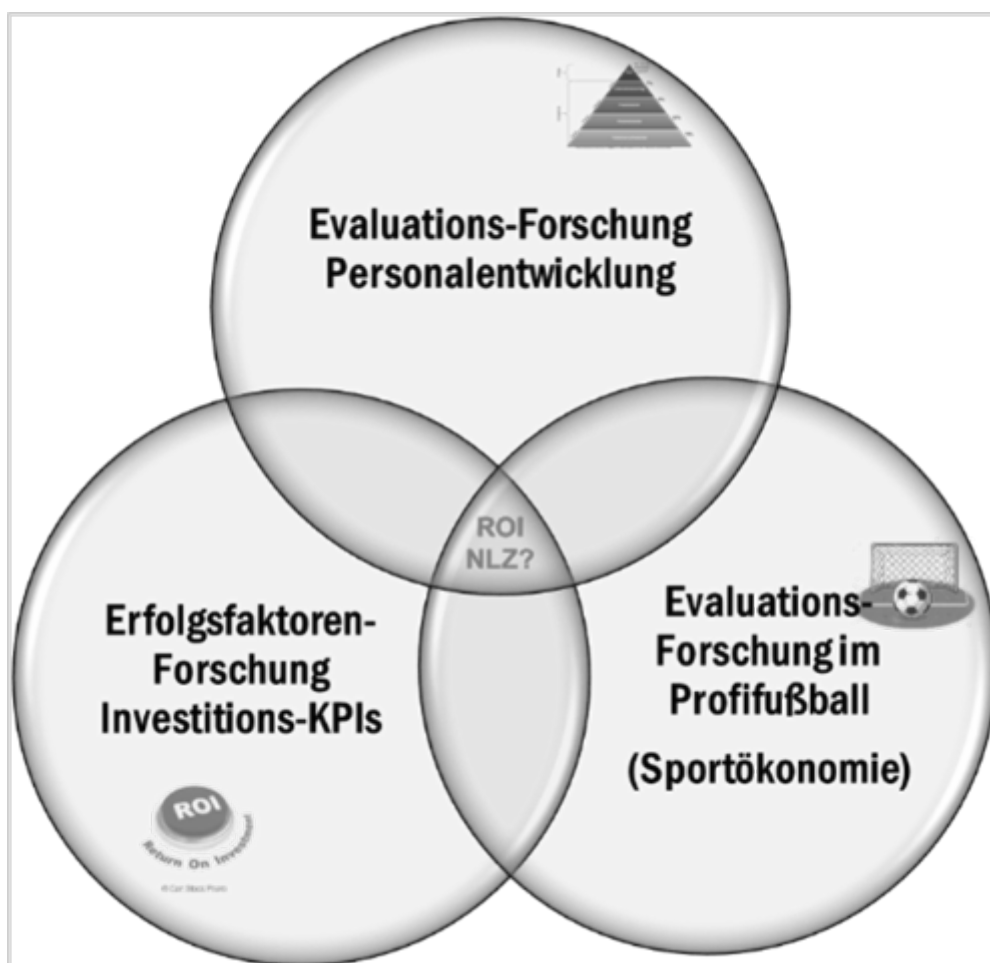 Evaluations-Forschung
Personalentwicklung
ROI
NLZ?
Erfolgsfaktoren-
Forschung
Investitions-KPIs
Evaluations-
Forschung im
Profifußball
(Sportökonomie)
ROI
Return On Investment